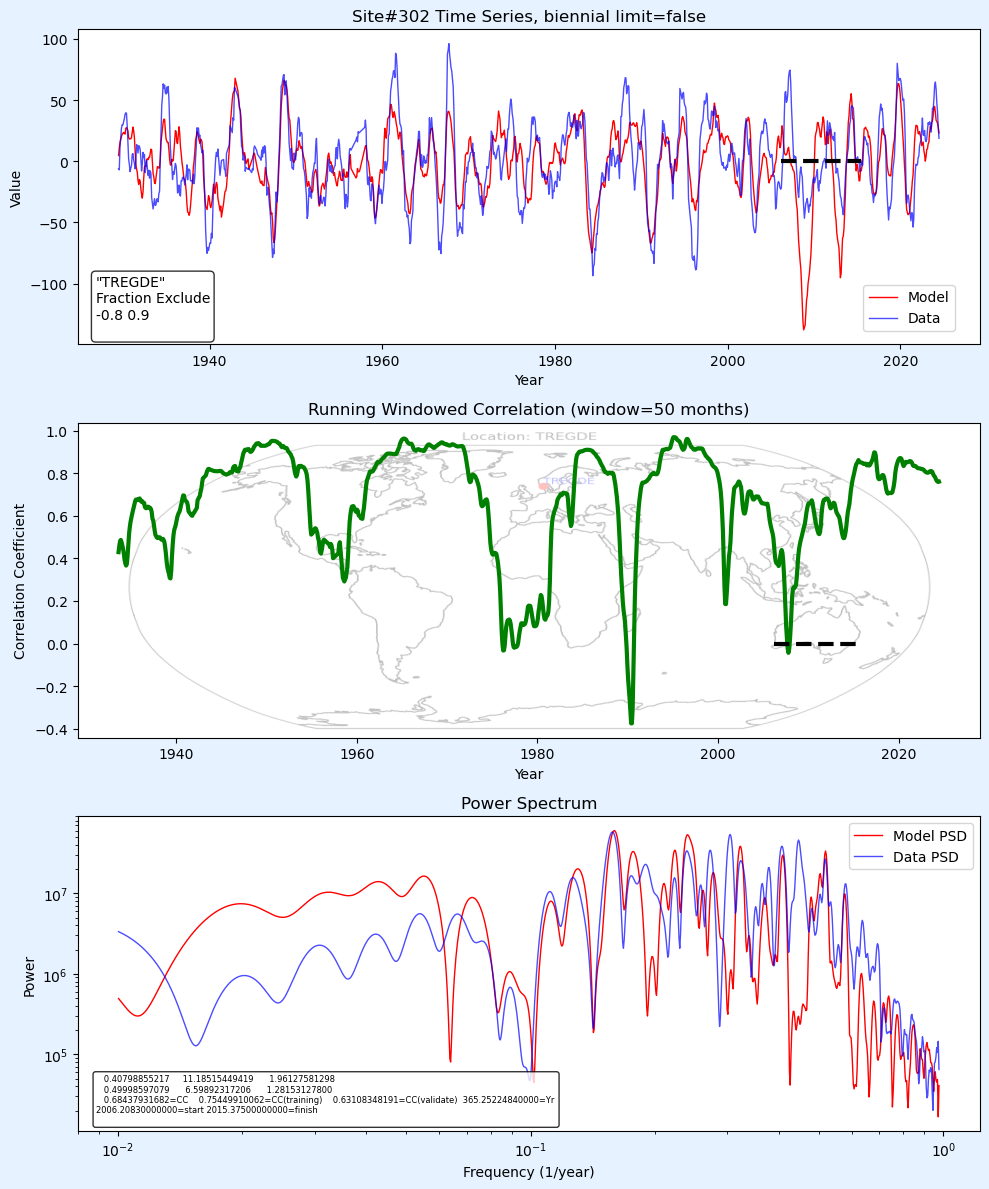 Site#302 Time Series, biennial limit=false
100
50
0
−50
−100
Value
"TREGDE"
Fraction Exclude
-0.8 0.9
Model
Data
1940
1960
1980
2000
2020
Year
Running Windowed Correlation (window=50 months)
Location: TREGDE
TREGDE
1.0
0.8
0.6
0.4
0.2
0.0
−0.2
−0.4
Correlation Coefficient
1940
1960
1980
2000
2020
Year
Power Spectrum
Model PSD
Data PSD
10⁷
10⁶
10⁵
Power
0.40798855217 11.18515449419 1.96127581298
0.49998597079 6.59892317206 1.28153127800
0.68437931682=CC 0.75449910062=CC(training) 0.63108348191=CC(validate) 365.25224840000=Yr
2006.20830000000=start 2015.37500000000=finish
10⁻²
10⁻¹
10⁰
Frequency (1/year)